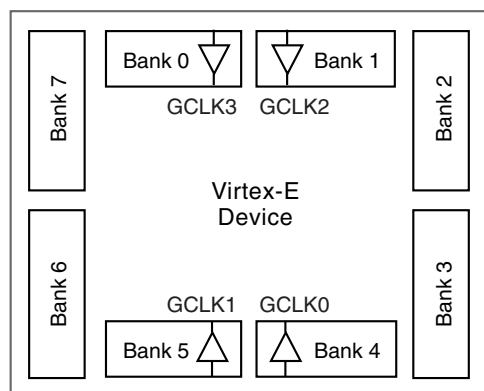 Bank 0
Bank 1
GCLK3
GCLK2
Bank 7
Bank 2
Virtex-E
Device
Bank 6
Bank 3
GCLK1
GCLK0
Bank 5
Bank 4